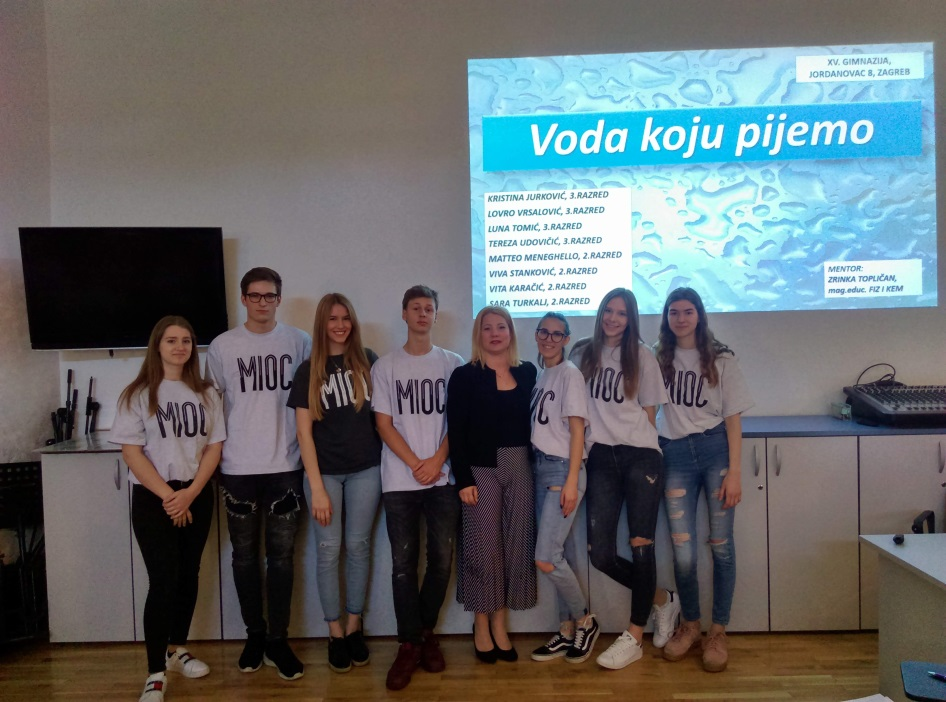 XV. GIMNAZIJA,
JORDANOVAC 8, ZAGREB
Voda koju pijemo
KRISTINA JURKOVIĆ, 3.RAZRED
LOVRO VRSALOVIĆ, 3.RAZRED
LUNA TOMIĆ, 3.RAZRED
TEREZA UDOVIČIĆ, 3.RAZRED
MATTEO MENEGHELLO, 2.RAZRED
VIVA STANKOVIĆ, 2.RAZRED
VITA KARAČIĆ, 2.RAZRED
SARA TURKALJ, 2.RAZRED
MENTOR:
ZRINKA TOPLIČAN,
mag.educ. FIZ I KEM
MIOC
MIOC
MIOC
MIOC
OC
MIOC
MIOC